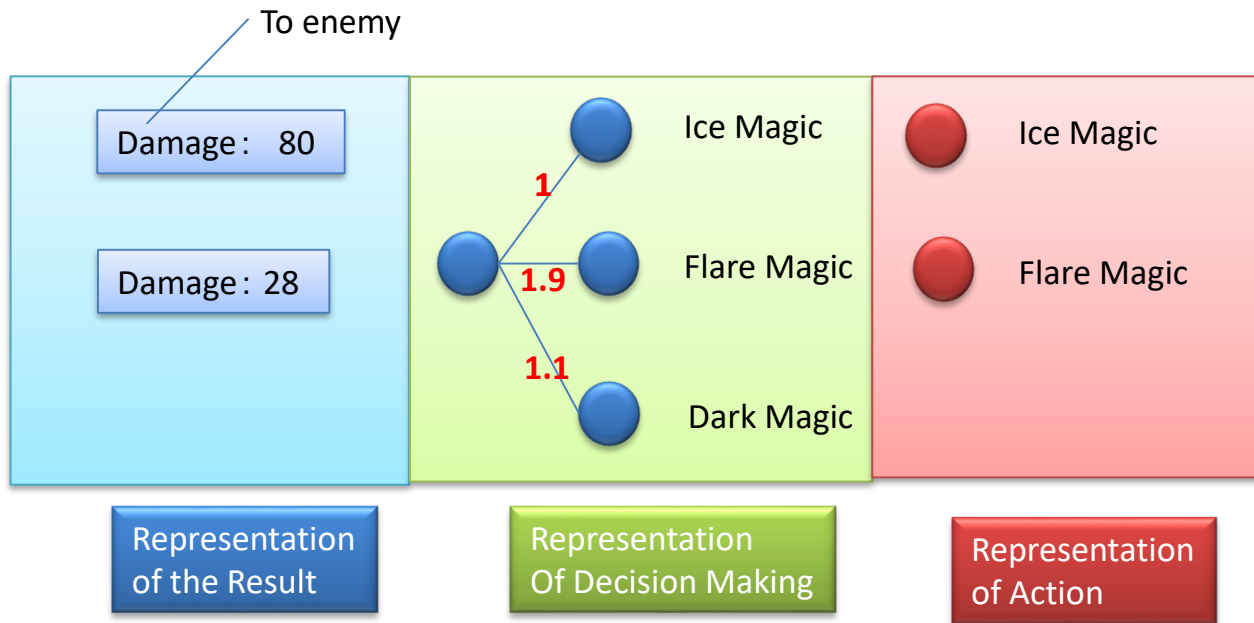 To enemy
Damage： 80
Damage：28
1
1.9
1.1
Ice Magic
Flare Magic
Dark Magic
Ice Magic
Flare Magic
Representation
of the Result
Representation
Of Decision Making
Representation
of Action